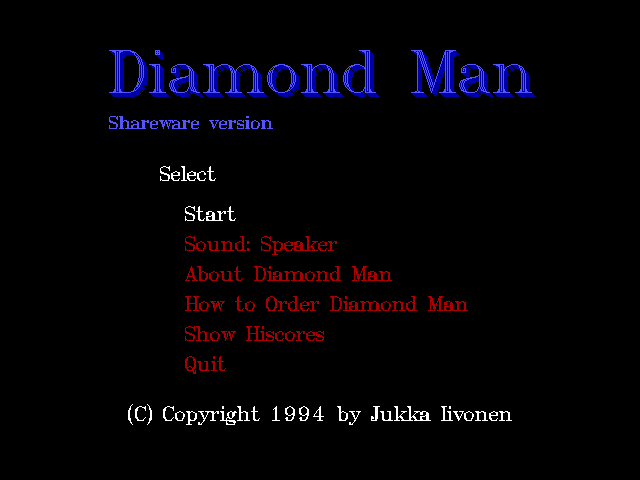 Diamond Man
Shareware version
Select
Start
Sound: Speaker
About Diamond Man
How to Order Diamond Man
Show Hiscores
Quit
(C) Copyright 1994 by Jukka Iivonen